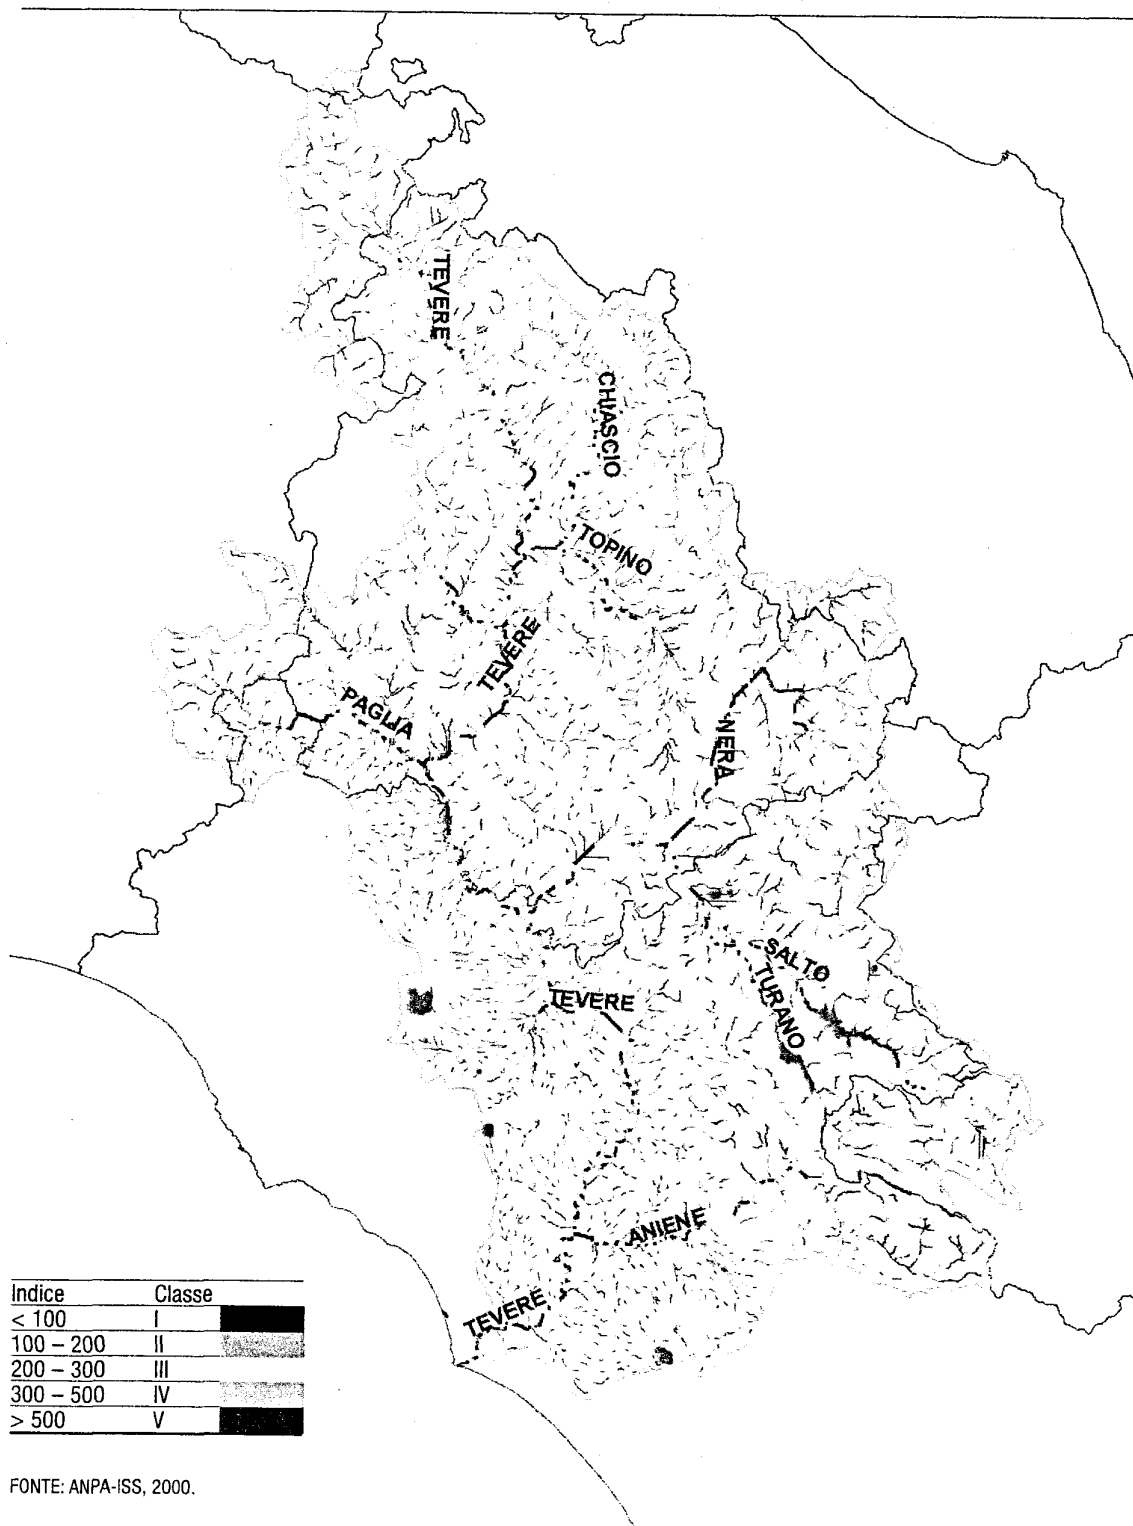 TEVERE
CHIASCIO
TOPINO
TEVERE
PAGLIA
NERA
SALTO
TURANO
TEVERE
ANIENE
TEVERE
Indice Classe
< 100 I
100 – 200 II
200 – 300 III
300 – 500 IV
> 500 V
FONTE: ANPA-ISS, 2000.